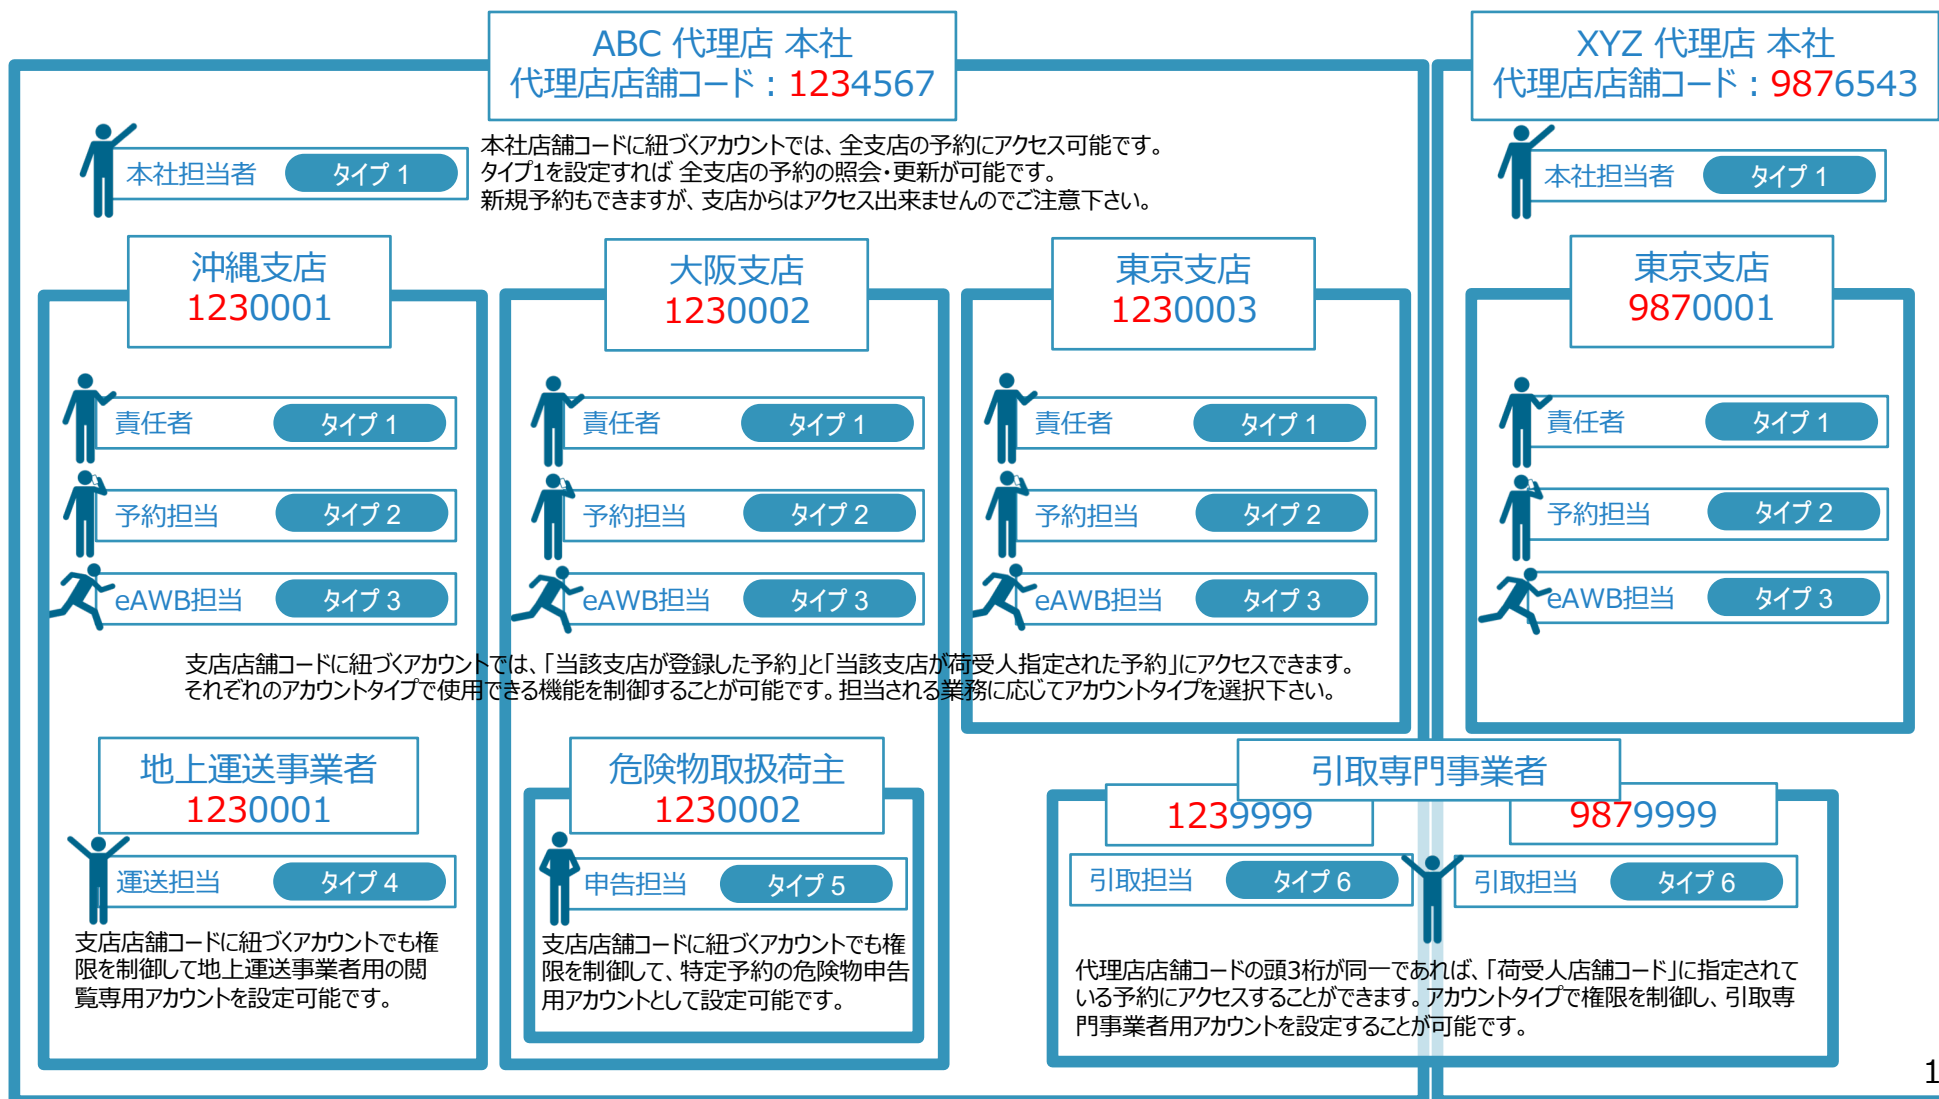 ABC 代理店 本社
代理店店舗コード：1234567
XYZ 代理店 本社
代理店店舗コード：9876543
本社担当者 タイプ 1
本社店舗コードに紐づくアカウントでは、全支店の予約にアクセス可能です。
タイプ1を設定すれば 全支店の予約の照会・更新が可能です。
新規予約もできますが、支店からはアクセス出来ませんのでご注意下さい。
本社担当者 タイプ 1
沖縄支店
1230001
責任者 タイプ 1
予約担当 タイプ 2
eAWB担当 タイプ 3
大阪支店
1230002
責任者 タイプ 1
予約担当 タイプ 2
eAWB担当 タイプ 3
東京支店
1230003
責任者 タイプ 1
予約担当 タイプ 2
eAWB担当 タイプ 3
東京支店
9870001
責任者 タイプ 1
予約担当 タイプ 2
eAWB担当 タイプ 3
支店店舗コードに紐づくアカウントでは、「当該支店が登録した予約」と「当該支店が荷受人指定された予約」にアクセスできます。
それぞれのアカウントタイプで使用できる機能を制御することが可能です。担当される業務に応じてアカウントタイプを選択下さい。
地上運送事業者
1230001
運送担当 タイプ 4
支店店舗コードに紐づくアカウントでも権
限を制御して地上運送事業者用の閲
覧専用アカウントを設定可能です。
危険物取扱荷主
1230002
申告担当 タイプ 5
支店店舗コードに紐づくアカウントでも権
限を制御して、特定予約の危険物申告
用アカウントとして設定可能です。
引取専門事業者
1239999
9879999
引取担当 タイプ 6
引取担当 タイプ 6
代理店店舗コードの頭3桁が同一であれば、「荷受人店舗コード」に指定されて
いる予約にアクセスすることができます。アカウントタイプで権限を制御し、引取専
門事業者用アカウントを設定することが可能です。
1